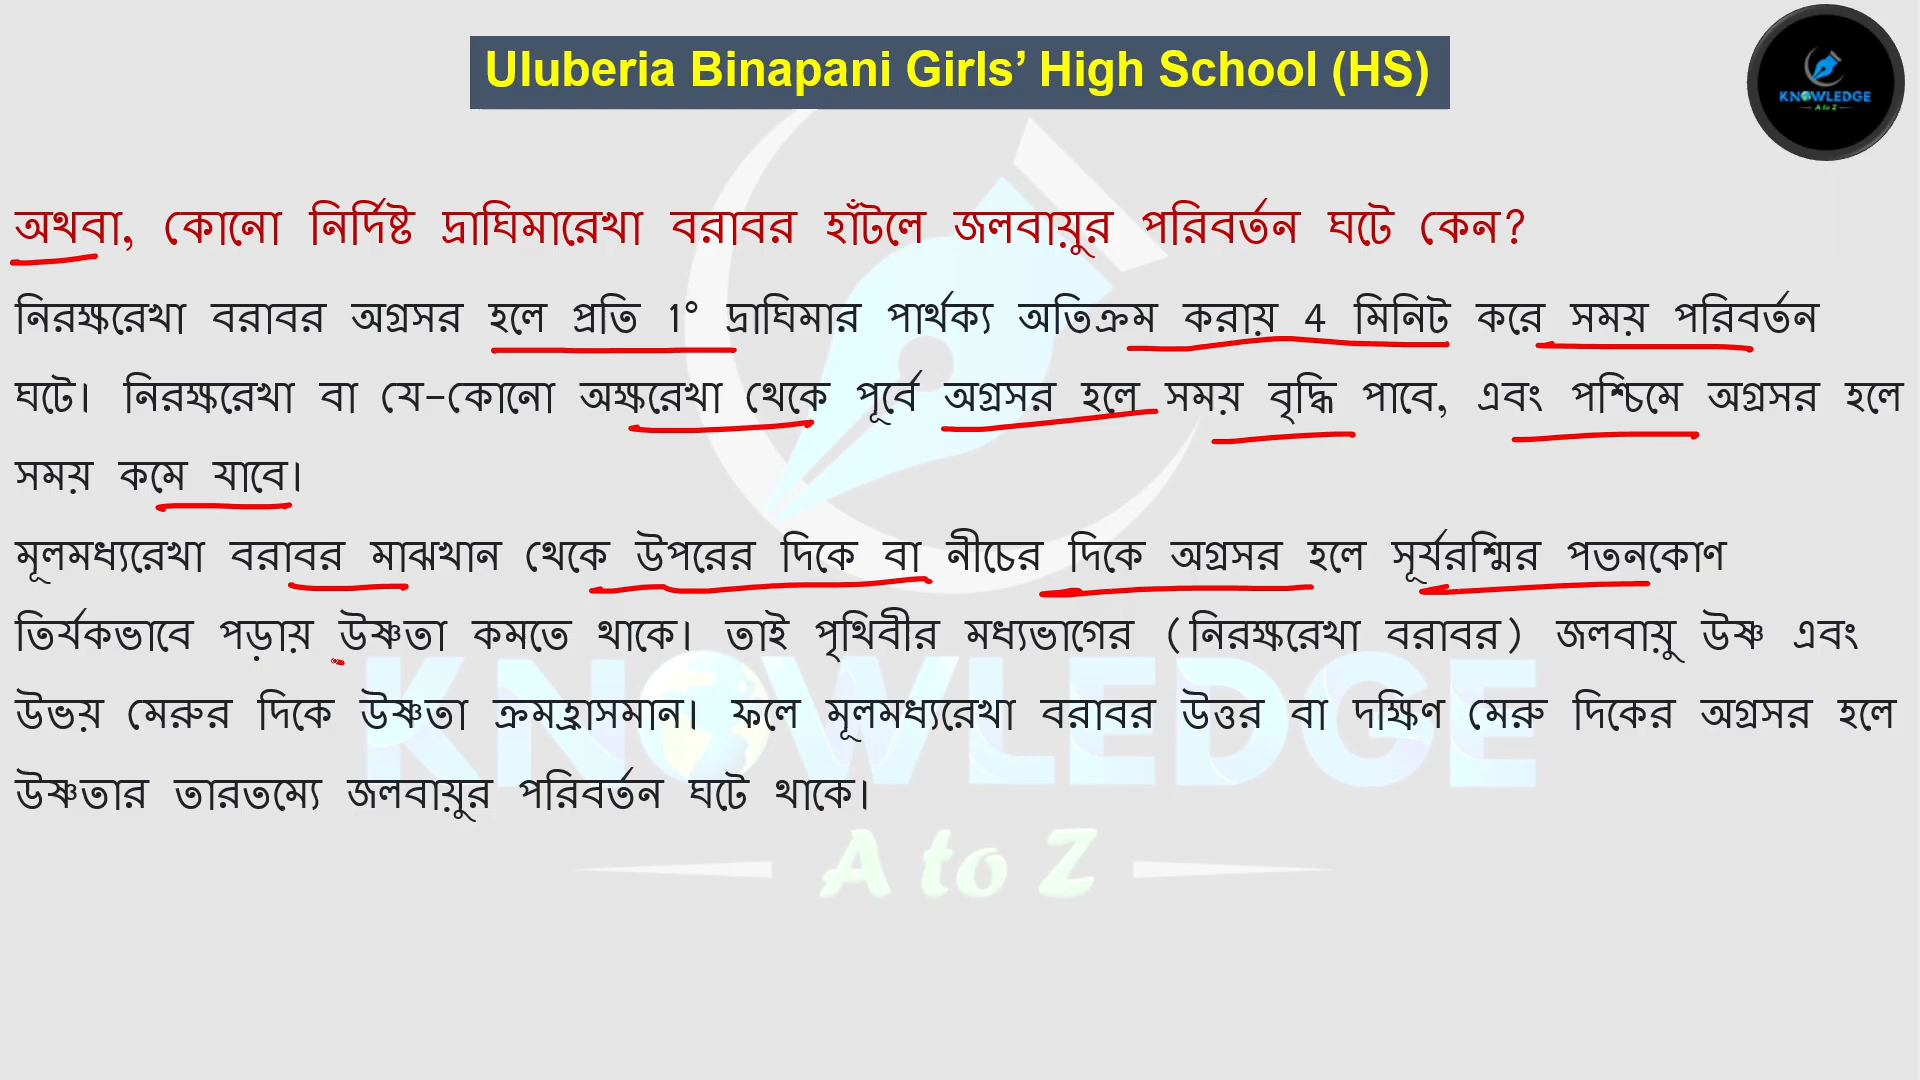 Uluberia Binapani Girls’ High School (HS)
KNOWLEDGE
A to Z
অথবা, কোনো নির্দিষ্ট দ্রাঘিমারেখা বরাবর হাঁটলে জলবায়ুর পরিবর্তন ঘটে কেন?
নিরক্ষরেখা বরাবর অগ্রসর হলে প্রতি 1° দ্রাঘিমার পার্থক্য অতিক্রম করায় 4 মিনিট করে সময় পরিবর্তন
ঘটে। নিরক্ষরেখা বা যে-কোনো অক্ষরেখা থেকে পূর্বে অগ্রসর হলে সময় বৃদ্ধি পাবে, এবং পশ্চিমে অগ্রসর হলে
সময় কমে যাবে।
মূলমধ্যরেখা বরাবর মাঝখান থেকে উপরের দিকে বা নীচের দিকে অগ্রসর হলে সূর্যরশ্মির পতনকোণ
তির্যকভাবে পড়ায় উষ্ণতা কমতে থাকে। তাই পৃথিবীর মধ্যভাগের (নিরক্ষরেখা বরাবর) জলবায়ু উষ্ণ এবং
উভয় মেরুর দিকে উষ্ণতা ক্রমহ্রাসমান। ফলে মূলমধ্যরেখা বরাবর উত্তর বা দক্ষিণ মেরু দিকের অগ্রসর হলে
উষ্ণতার তারতম্যে জলবায়ুর পরিবর্তন ঘটে থাকে।
KNOWLEDGE
A to Z